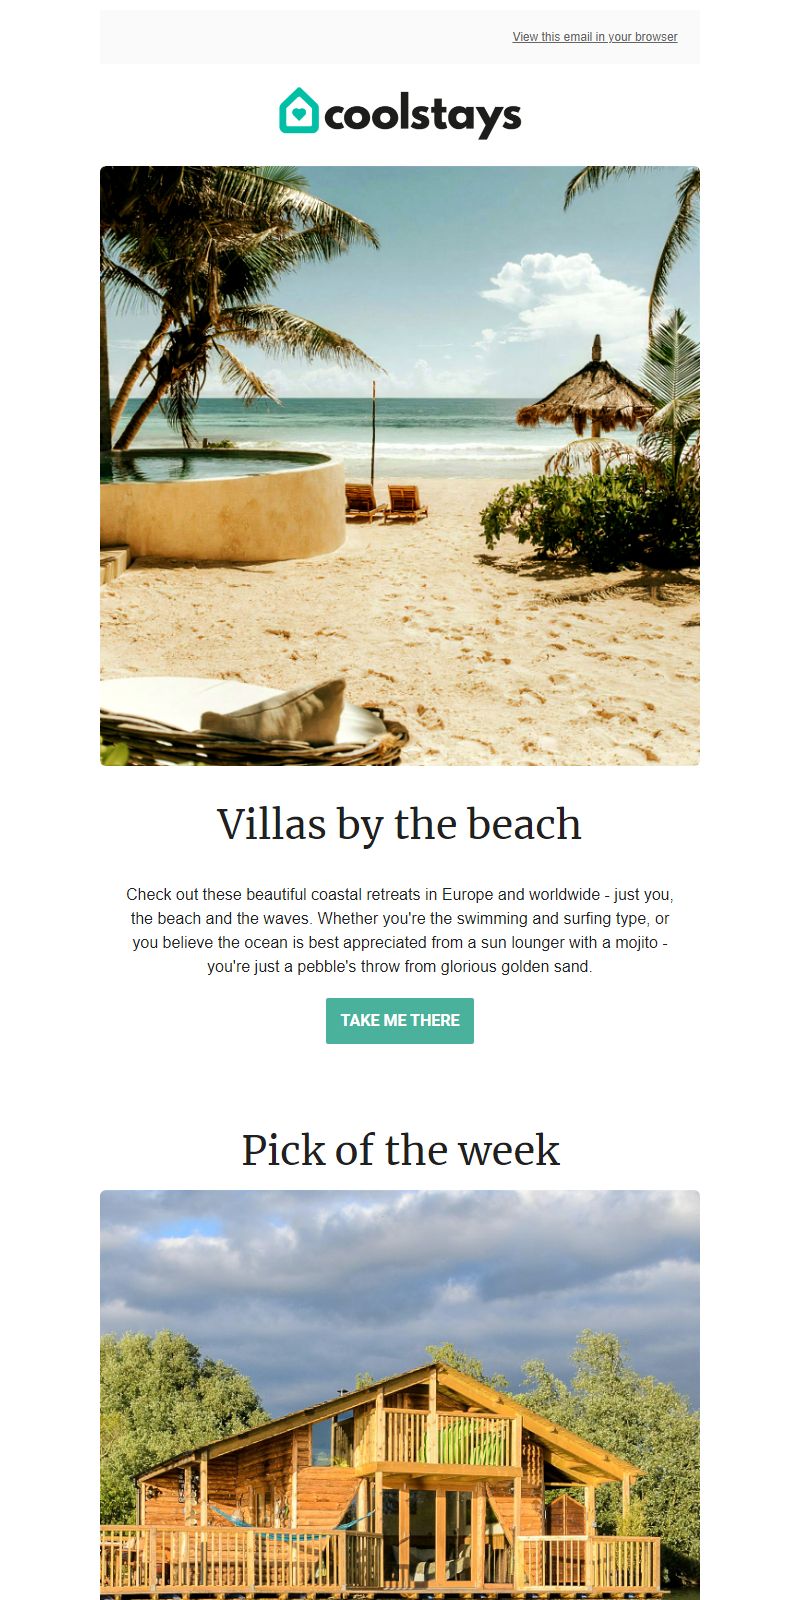 View this email in your browser
coolstays
Villas by the beach
Check out these beautiful coastal retreats in Europe and worldwide - just you,
the beach and the waves. Whether you're the swimming and surfing type, or
you believe the ocean is best appreciated from a sun lounger with a mojito -
you're just a pebble's throw from glorious golden sand.
TAKE ME THERE
Pick of the week